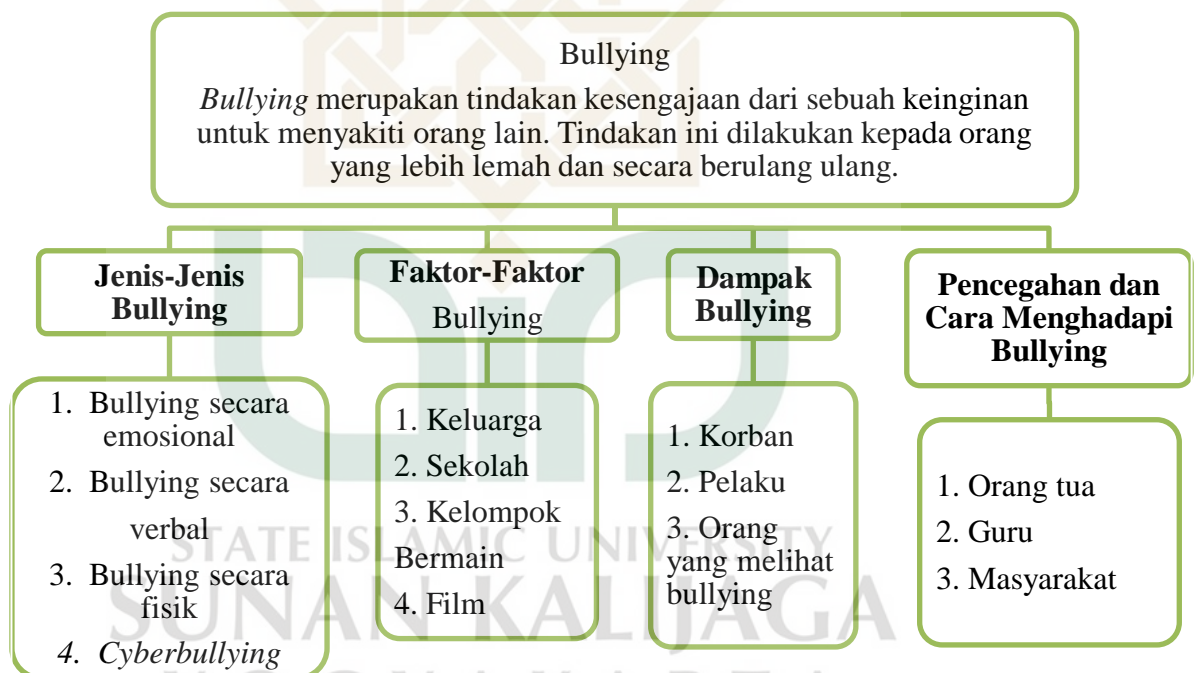 Bullying
Bullying merupakan tindakan kesengajaan dari sebuah keinginan
untuk menyakiti orang lain. Tindakan ini dilakukan kepada orang
yang lebih lemah dan secara berulang ulang.
Jenis-Jenis
Bullying
1. Bullying secara
emosional
2. Bullying secara
verbal
3. Bullying secara
fisik
4. Cyberbullying
Faktor-Faktor
Bullying
1. Keluarga
2. Sekolah
3. Kelompok
Bermain
4. Film
Dampak
Bullying
1. Korban
2. Pelaku
3. Orang
yang melihat
bullying
Pencegahan dan
Cara Menghadapi
Bullying
1. Orang tua
2. Guru
3. Masyarakat
STATE ISLAMIC UNIVERSITY
SUNAN KALIJAGA